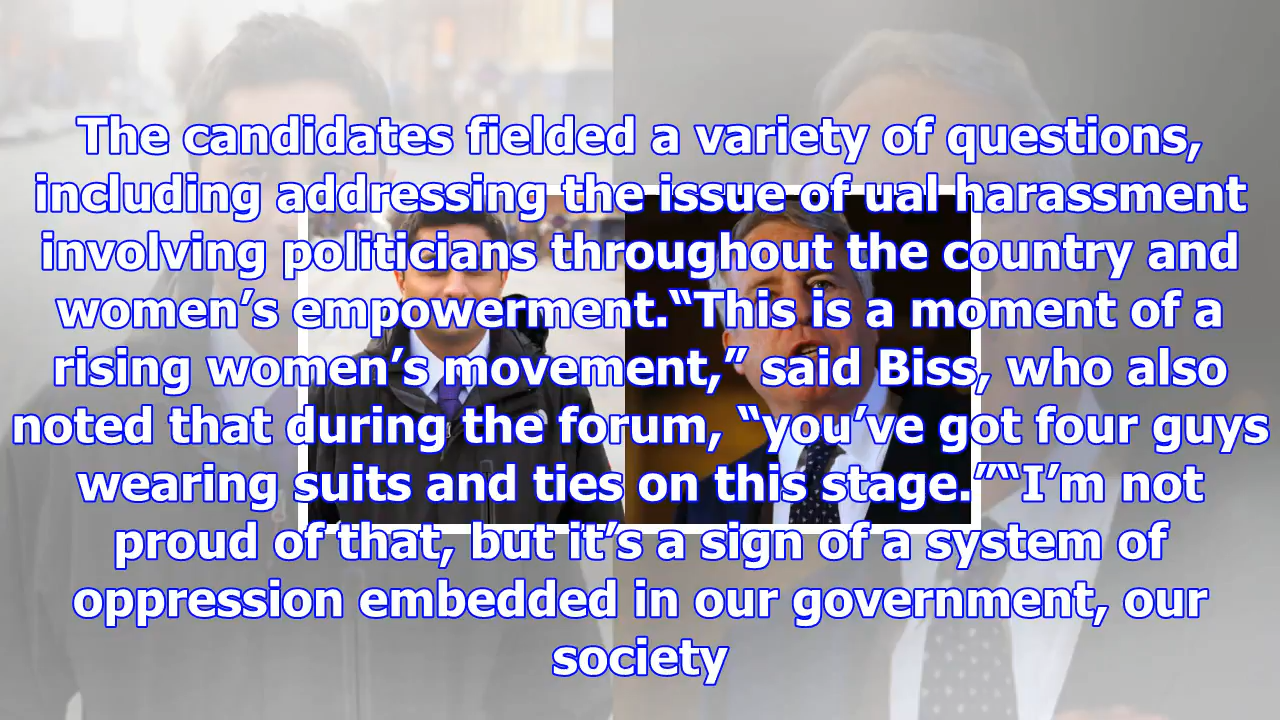 The candidates fielded a variety of questions,
including addressing the issue of ual harassment
involving politicians throughout the country and
women’s empowerment.“This is a moment of a
rising women’s movement,” said Biss, who also
noted that during the forum, “you’ve got four guys
wearing suits and ties on this stage.”“I’m not
proud of that, but it’s a sign of a system of
oppression embedded in our government, our
society